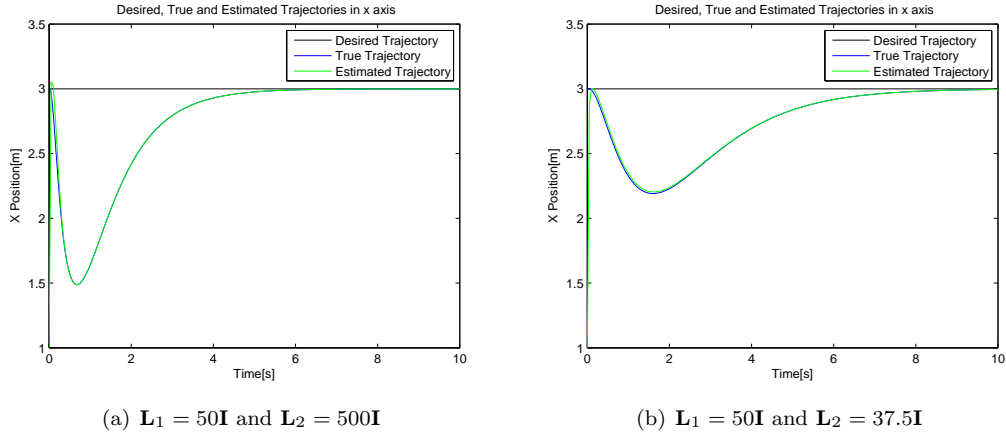 Desired, True and Estimated Trajectories in x axis
3.5
3
2.5
2
1.5
1
X Position[m]
Desired Trajectory
True Trajectory
Estimated Trajectory
0 2 4 6 8 10
Time[s]
(a) L₁ = 50I and L₂ = 500I
Desired, True and Estimated Trajectories in x axis
3.5
3
2.5
2
1.5
1
X Position[m]
Desired Trajectory
True Trajectory
Estimated Trajectory
0 2 4 6 8 10
Time[s]
(b) L₁ = 50I and L₂ = 37.5I